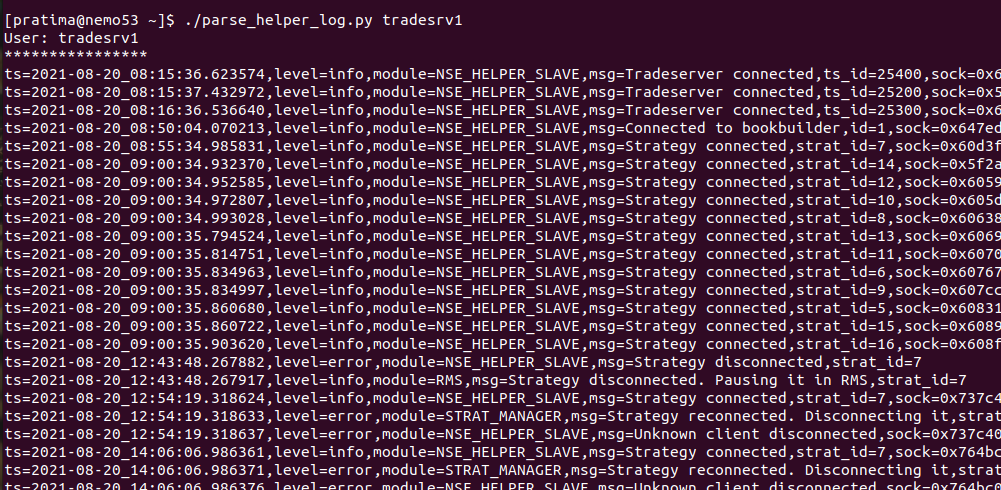 [pratima@nemo53 ~]$ ./parse_helper_log.py tradesrv1
User: tradesrv1
****************
ts=2021-08-20_08:15:36.623574,level=info,module=NSE_HELPER_SLAVE,msg=Tradeserver connected,ts_id=25400,sock=0x6
ts=2021-08-20_08:15:37.432972,level=info,module=NSE_HELPER_SLAVE,msg=Tradeserver connected,ts_id=25200,sock=0x5
ts=2021-08-20_08:16:36.536640,level=info,module=NSE_HELPER_SLAVE,msg=Tradeserver connected,ts_id=25300,sock=0x6
ts=2021-08-20_08:50:04.070213,level=info,module=NSE_HELPER_SLAVE,msg=Connected to bookbuilder,id=1,sock=0x647ed
ts=2021-08-20_08:55:34.985831,level=info,module=NSE_HELPER_SLAVE,msg=Strategy connected,strat_id=7,sock=0x60d3f
ts=2021-08-20_09:00:34.932370,level=info,module=NSE_HELPER_SLAVE,msg=Strategy connected,strat_id=14,sock=0x5f2a
ts=2021-08-20_09:00:34.952585,level=info,module=NSE_HELPER_SLAVE,msg=Strategy connected,strat_id=12,sock=0x6059
ts=2021-08-20_09:00:34.972807,level=info,module=NSE_HELPER_SLAVE,msg=Strategy connected,strat_id=10,sock=0x605d
ts=2021-08-20_09:00:34.993028,level=info,module=NSE_HELPER_SLAVE,msg=Strategy connected,strat_id=8,sock=0x60638
ts=2021-08-20_09:00:35.794524,level=info,module=NSE_HELPER_SLAVE,msg=Strategy connected,strat_id=13,sock=0x6069
ts=2021-08-20_09:00:35.814751,level=info,module=NSE_HELPER_SLAVE,msg=Strategy connected,strat_id=11,sock=0x6070
ts=2021-08-20_09:00:35.834963,level=info,module=NSE_HELPER_SLAVE,msg=Strategy connected,strat_id=6,sock=0x60767
ts=2021-08-20_09:00:35.834997,level=info,module=NSE_HELPER_SLAVE,msg=Strategy connected,strat_id=9,sock=0x607cc
ts=2021-08-20_09:00:35.860680,level=info,module=NSE_HELPER_SLAVE,msg=Strategy connected,strat_id=5,sock=0x60831
ts=2021-08-20_09:00:35.860722,level=info,module=NSE_HELPER_SLAVE,msg=Strategy connected,strat_id=15,sock=0x6089
ts=2021-08-20_09:00:35.903620,level=info,module=NSE_HELPER_SLAVE,msg=Strategy connected,strat_id=16,sock=0x608f
ts=2021-08-20_12:43:48.267882,level=error,module=NSE_HELPER_SLAVE,msg=Strategy disconnected,strat_id=7
ts=2021-08-20_12:43:48.267917,level=info,module=RMS,msg=Strategy disconnected. Pausing it in RMS,strat_id=7
ts=2021-08-20_12:54:19.318624,level=info,module=NSE_HELPER_SLAVE,msg=Strategy connected,strat_id=7,sock=0x737c4
ts=2021-08-20_12:54:19.318633,level=error,module=STRAT_MANAGER,msg=Strategy reconnected. Disconnecting it,strat
ts=2021-08-20_12:54:19.318637,level=error,module=NSE_HELPER_SLAVE,msg=Unknown client disconnected,sock=0x737c40
ts=2021-08-20_14:06:06.986361,level=info,module=NSE_HELPER_SLAVE,msg=Strategy connected,strat_id=7,sock=0x764bc
ts=2021-08-20_14:06:06.986371,level=error,module=STRAT_MANAGER,msg=Strategy reconnected. Disconnecting it,strat
ts=2021-08-20_14:06:06.986376,level=error,module=NSE_HELPER_SLAVE,msg=Unknown client disconnected,sock=0x764bc0